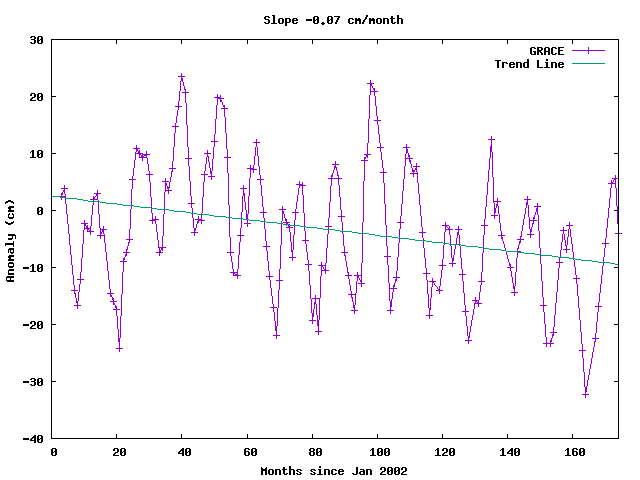 Slope -0.07 cm/month
30
20
10
0
-10
-20
-30
-40
Anomaly (cm)
GRACE
Trend Line
0 20 40 60 80 100 120 140 160
Months since Jan 2002